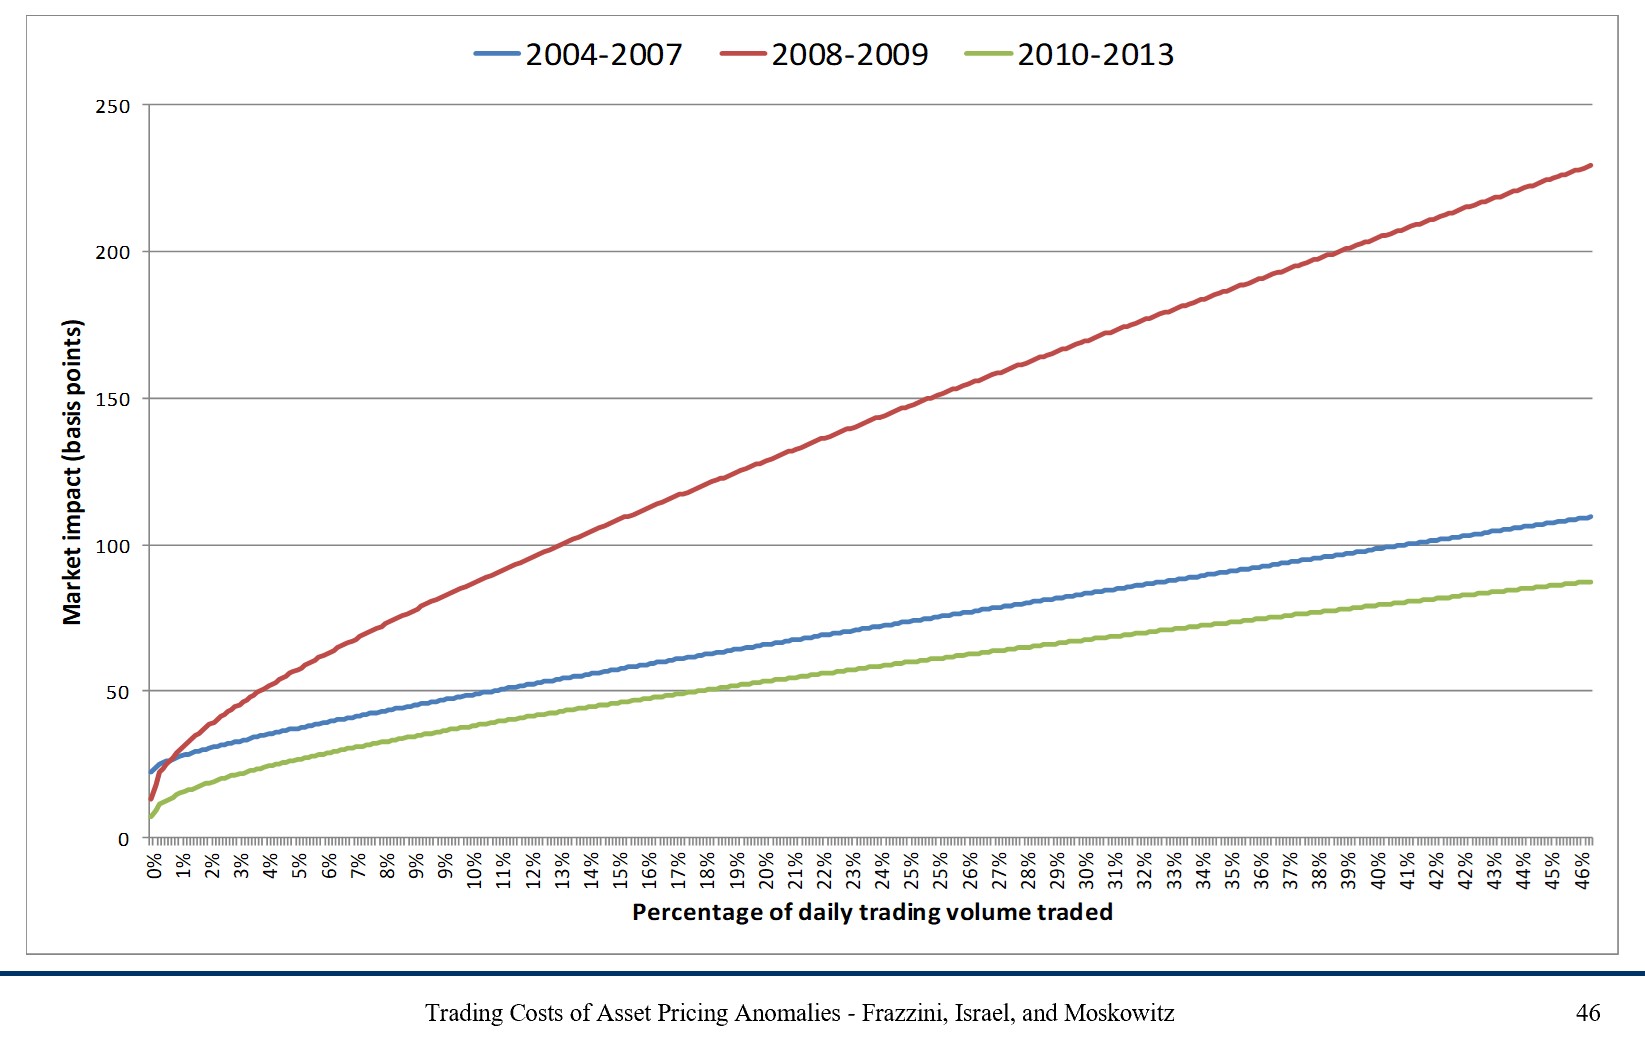 2004-2007 2008-2009 2010-2013
250
200
150
100
50
0
Market impact (basis points)
0% 1% 2% 3% 4% 5% 6% 7% 8% 9% 9% 10% 11% 12% 13% 14% 15% 16% 17% 18% 19% 20% 21% 22% 23% 24% 25% 25% 26% 27% 28% 29% 30% 31% 32% 33% 34% 35% 36% 37% 38% 39% 40% 41% 42% 42% 43% 44% 45% 46%
Percentage of daily trading volume traded
Trading Costs of Asset Pricing Anomalies - Frazzini, Israel, and Moskowitz 46